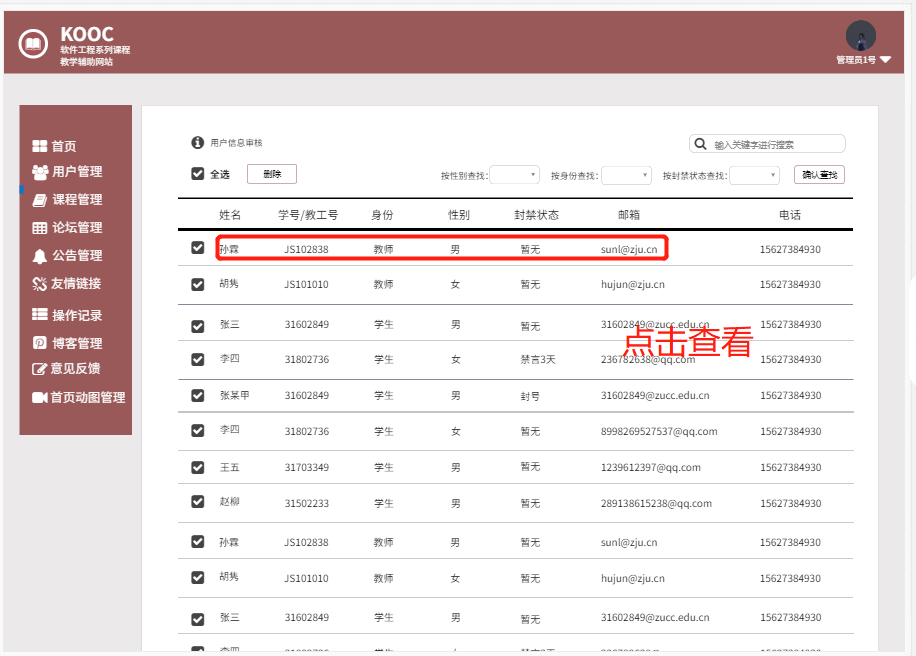 KOOC
软件工程系列课程
教学辅助网站
管理员1号
首页
用户管理
课程管理
论坛管理
公告管理
友情链接
操作记录
博客管理
意见反馈
首页动图管理
用户信息审核
输入关键字进行搜索
全选 删除 按性别查找: 按身份查找: 按封禁状态查找: 确认查找
姓名 学号/教工号 身份 性别 封禁状态 邮箱 电话
孙霖 JS102838 教师 男 暂无 sunl@zju.cn 15627384930
胡隽 JS101010 教师 女 暂无 hujun@zju.cn 15627384930
张三 31602849 学生 男 暂无 31602849@zucc.edu.cn 15627384930
点击查看
李四 31802736 学生 女 禁言3天 236782638@qq.com 15627384930
张某甲 31602849 学生 男 封号 31602849@zucc.edu.cn 15627384930
李四 31802736 学生 女 暂无 8998269527537@qq.com 15627384930
王五 31703349 学生 男 暂无 1239612397@qq.com 15627384930
赵柳 31502233 学生 男 暂无 289138615238@qq.com 15627384930
孙霖 JS102838 教师 男 暂无 sunl@zju.cn 15627384930
胡隽 JS101010 教师 女 暂无 hujun@zju.cn 15627384930
张三 31602849 学生 男 暂无 31602849@zucc.edu.cn 15627384930